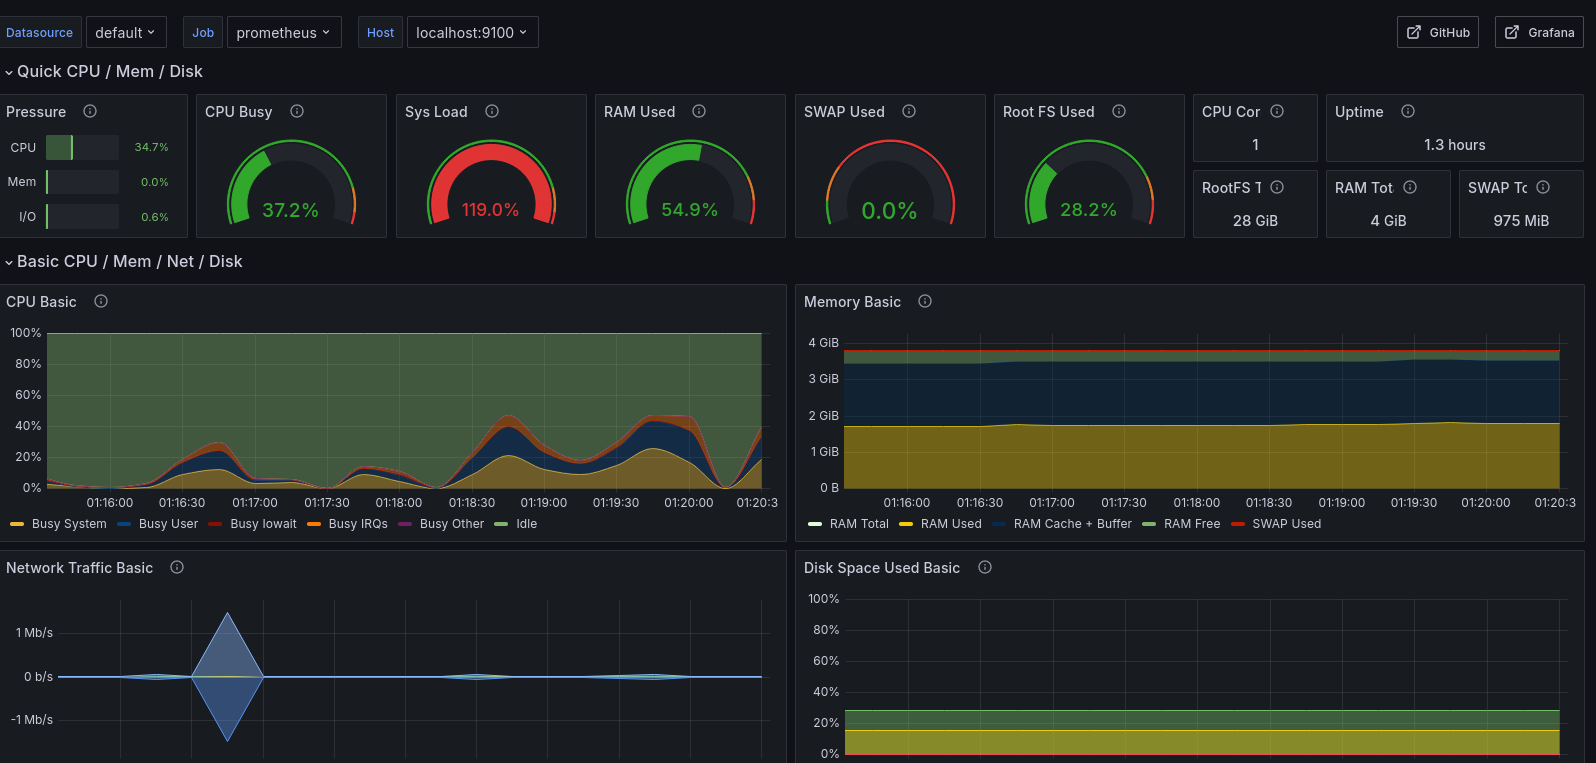 Datasource default Job prometheus Host localhost:9100 GitHub Grafana
Quick CPU / Mem / Disk
Pressure CPU Busy Sys Load RAM Used SWAP Used Root FS Used CPU Cor Uptime
CPU 34.7%
1 1.3 hours
Mem 0.0%
RootFS T RAM Tot SWAP To
37.2% 119.0% 54.9% 0.0% 28.2%
I/O 0.6%
28 GiB 4 GiB 975 MiB
Basic CPU / Mem / Net / Disk
CPU Basic
100%
80%
60%
40%
20%
0%
01:16:00 01:16:30 01:17:00 01:17:30 01:18:00 01:18:30 01:19:00 01:19:30 01:20:00 01:20:3
Busy System Busy User Busy Iowait Busy IRQs Busy Other Idle
Memory Basic
4 GiB
3 GiB
2 GiB
1 GiB
0 B
01:16:00 01:16:30 01:17:00 01:17:30 01:18:00 01:18:30 01:19:00 01:19:30 01:20:00 01:20:3
RAM Total RAM Used RAM Cache + Buffer RAM Free SWAP Used
Network Traffic Basic
1 Mb/s
0 b/s
-1 Mb/s
Disk Space Used Basic
100%
80%
60%
40%
20%
0%